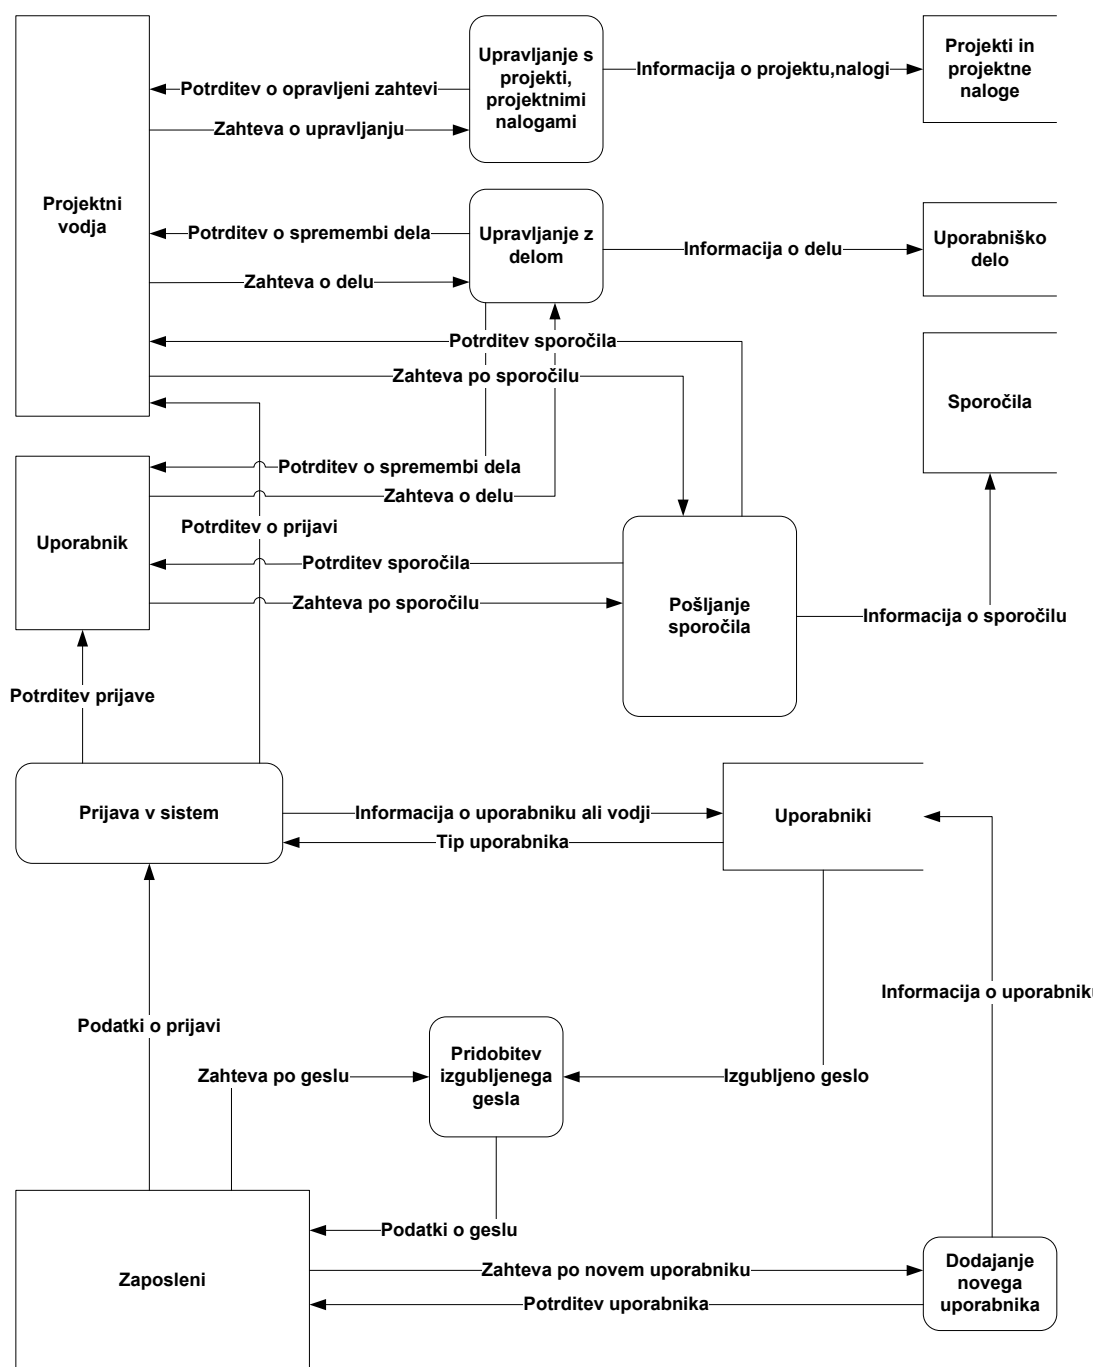 Upravljanje s
projekti,
projektnimi
nalogami
Projekti in
projektne
naloge
Informacija o projektu,nalogi
Potrditev o opravljeni zahtevi
Zahteva o upravljanju
Projektni
vodja
Potrditev o spremembi dela
Upravljanje z
delom
Informacija o delu
Uporabniško
delo
Zahteva o delu
Potrditev sporočila
Zahteva po sporočilu
Sporočila
Potrditev o spremembi dela
Zahteva o delu
Potrditev o prijavi
Uporabnik
Potrditev sporočila
Zahteva po sporočilu
Pošljanje
sporočila
Informacija o sporočilu
Potrditev prijave
Prijava v sistem
Informacija o uporabniku ali vodji
Tip uporabnika
Uporabniki
Informacija o uporabniku
Podatki o prijavi
Zahteva po geslu
Pridobitev
izgubljenega
gesla
Izgubljeno geslo
Podatki o geslu
Zaposleni
Zahteva po novem uporabniku
Potrditev uporabnika
Dodajanje
novega
uporabnika